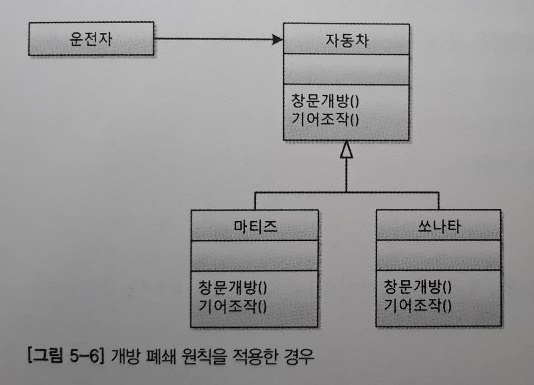 운전자
자동차
창문개방()
기어조작()
마티즈
창문개방()
기어조작()
쏘나타
창문개방()
기어조작()
[그림 5-6] 개방 폐쇄 원칙을 적용한 경우